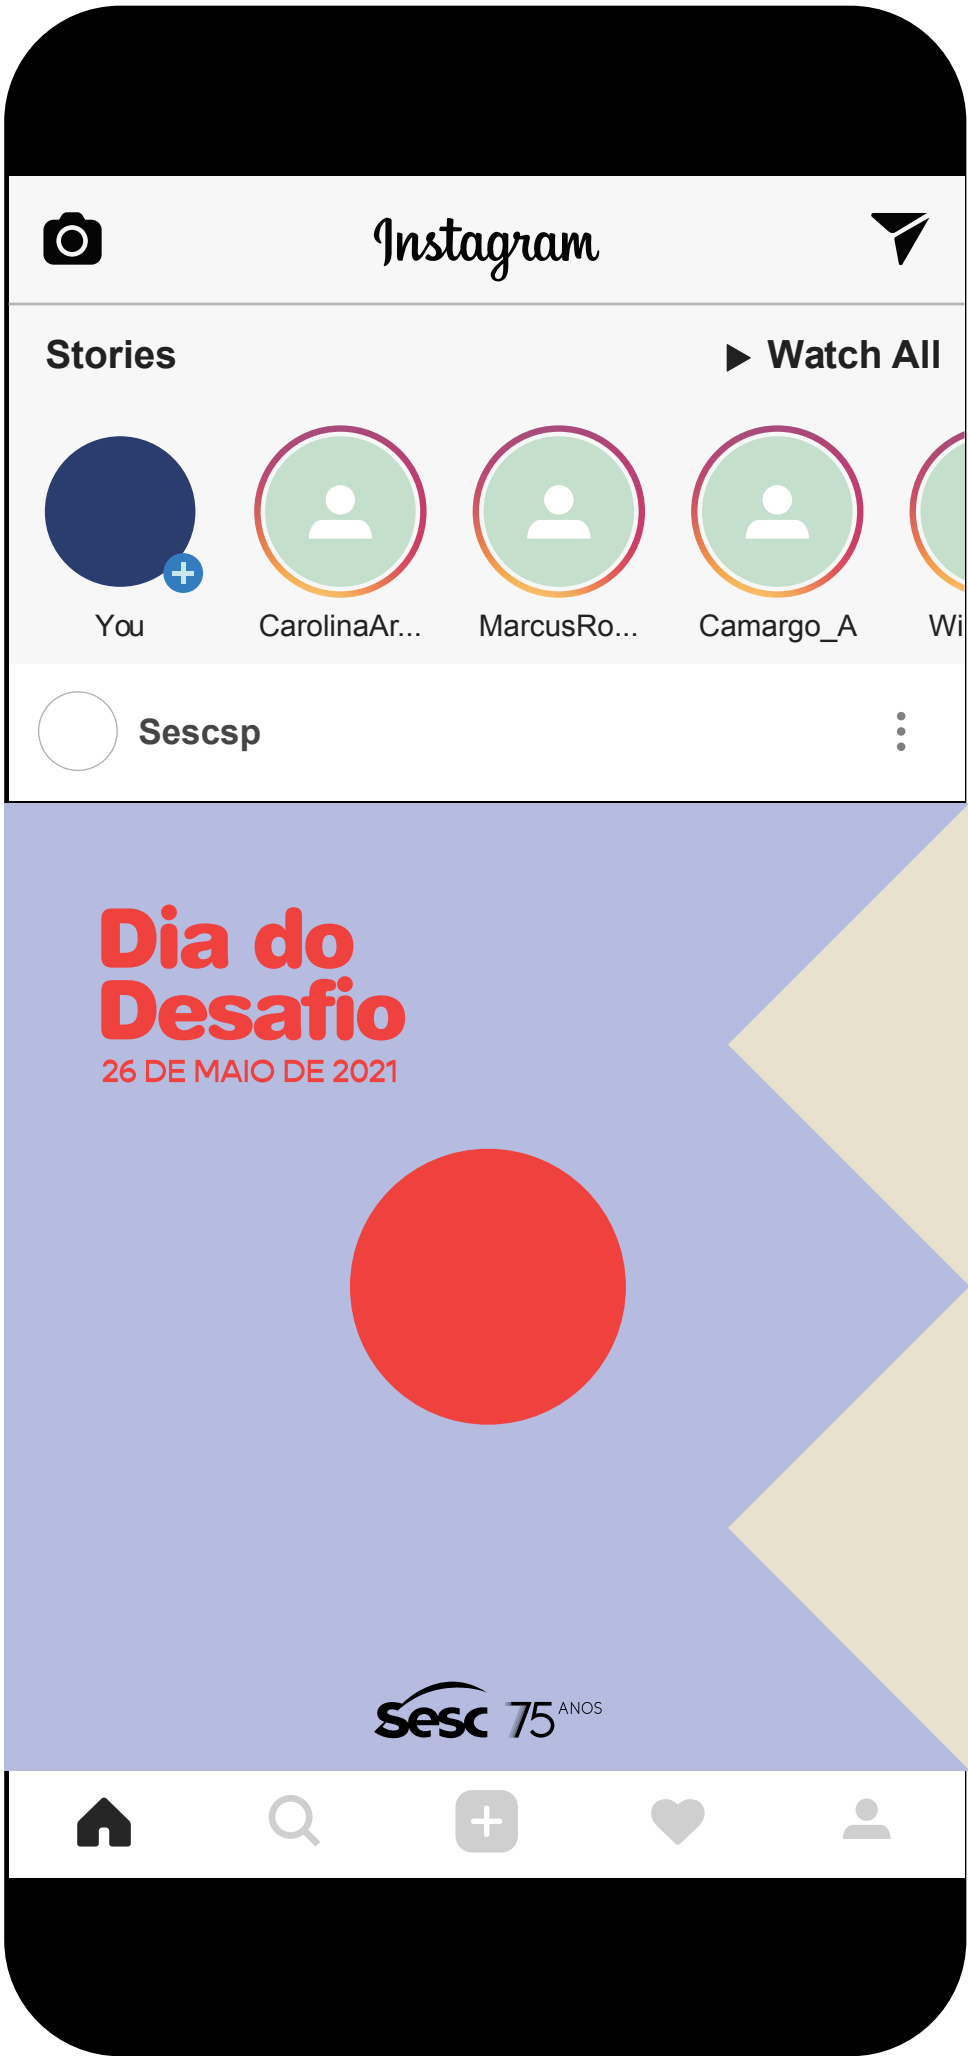 Instagram
Stories
Watch All
You
CarolinaAr...
MarcusRo...
Camargo_A
Wi
Sescsp
Dia do
Desafio
26 DE MAIO DE 2021
Sesc 75 ANOS